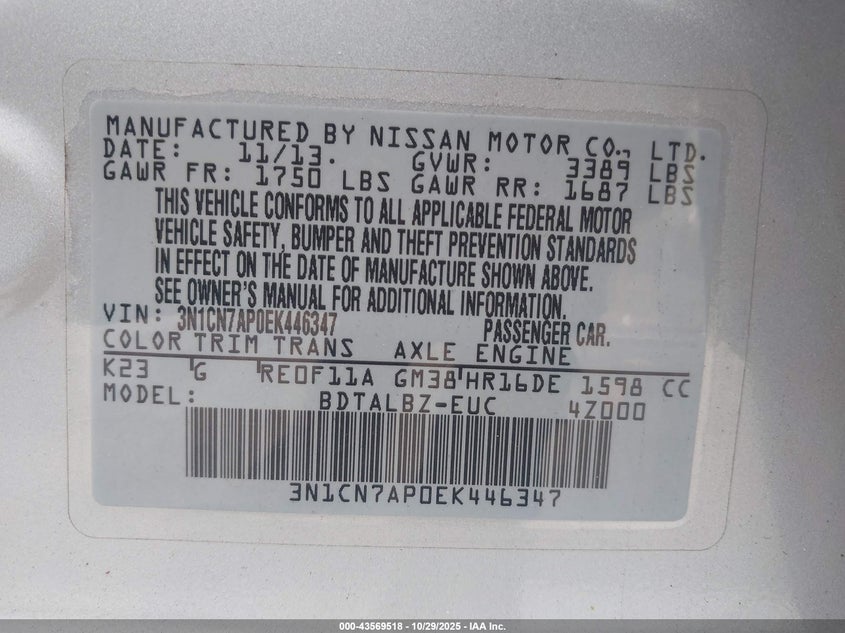 MANUFACTURED BY NISSAN MOTOR CO., LTD.
DATE: 11/13. GVWR: 3389 LBS
GAWR FR: 1750 LBS GAWR RR: 1687 LBS
THIS VEHICLE CONFORMS TO ALL APPLICABLE FEDERAL MOTOR
VEHICLE SAFETY, BUMPER AND THEFT PREVENTION STANDARDS
IN EFFECT ON THE DATE OF MANUFACTURE SHOWN ABOVE.
SEE OWNER'S MANUAL FOR ADDITIONAL INFORMATION.
VIN: 3N1CN7AP0EK446347 PASSENGER CAR.
COLOR TRIM TRANS AXLE ENGINE
K23 G RE0F11A GM38 HR16DE 1598 CC
MODEL: BDTALBZ-EUC 4Z000
3N1CN7AP0EK446347
000-43569518 - 10/29/2025 - IAA Inc.